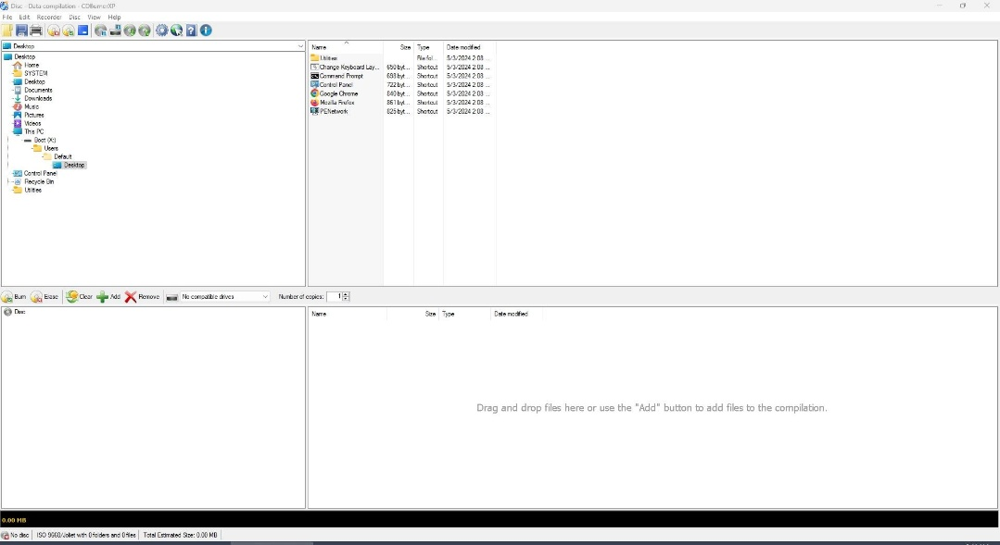 Disc - Data compilation - CDBurnerXP
File Edit Recorder Disc View Help
Desktop
Desktop
Home
SYSTEM
Desktop
Documents
Downloads
Music
Pictures
Videos
This PC
Boot (X:)
Users
Default
Desktop
Control Panel
Recycle Bin
Utilities
Name Size Type Date modified
Utilities File fol... 5/3/2024 2:08 ...
Change Keyboard Lay... 650 byt... Shortcut 5/3/2024 2:08 ...
Command Prompt 698 byt... Shortcut 5/3/2024 2:08 ...
Control Panel 722 byt... Shortcut 5/3/2024 2:08 ...
Google Chrome 840 byt... Shortcut 5/3/2024 2:08 ...
Mozilla Firefox 861 byt... Shortcut 5/3/2024 2:08 ...
PENetwork 825 byt... Shortcut 5/3/2024 2:08 ...
Burn Erase Clear Add Remove No compatible drives Number of copies: 1
Disc
Name Size Type Date modified
Drag and drop files here or use the "Add" button to add files to the compilation.
0.00 MB
No disc ISO 9660/Joliet with 0 folders and 0 files Total Estimated Size: 0.00 MB